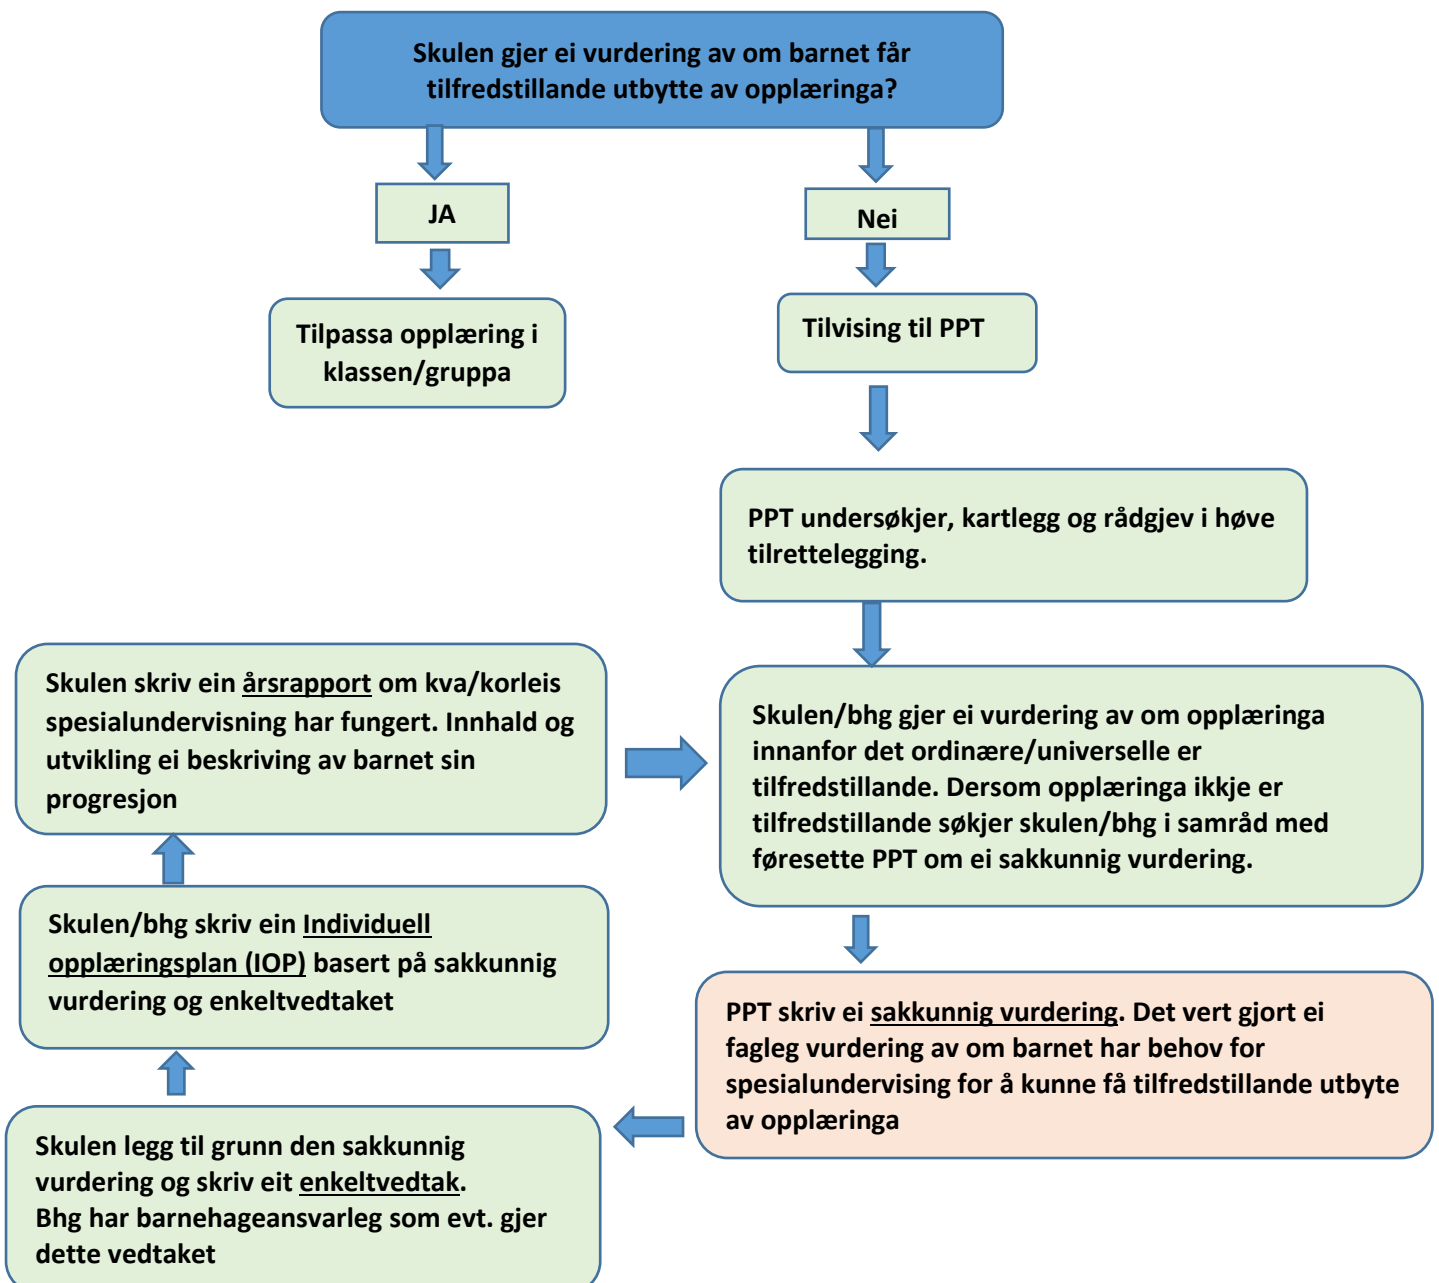 Skulen gjer ei vurdering av om barnet får
tilfredstillande utbytte av opplæringa?
JA
Nei
Tilpassa opplæring i
klassen/gruppa
Tilvising til PPT
PPT undersøkjer, kartlegg og rådgjev i høve
tilrettelegging.
Skulen/bhg gjer ei vurdering av om opplæringa
innanfor det ordinære/universelle er
tilfredstillande. Dersom opplæringa ikkje er
tilfredstillande søkjer skulen/bhg i samråd med
føresette PPT om ei sakkunnig vurdering.
PPT skriv ei sakkunnig vurdering. Det vert gjort ei
fagleg vurdering av om barnet har behov for
spesialundervising for å kunne få tilfredstillande utbyte
av opplæringa
Skulen legg til grunn den sakkunnig
vurdering og skriv eit enkeltvedtak.
Bhg har barnehageansvarleg som evt. gjer
dette vedtaket
Skulen/bhg skriv ein Individuell
opplæringsplan (IOP) basert på sakkunnig
vurdering og enkeltvedtaket
Skulen skriv ein årsrapport om kva/korleis
spesialundervisning har fungert. Innhald og
utvikling ei beskriving av barnet sin
progresjon